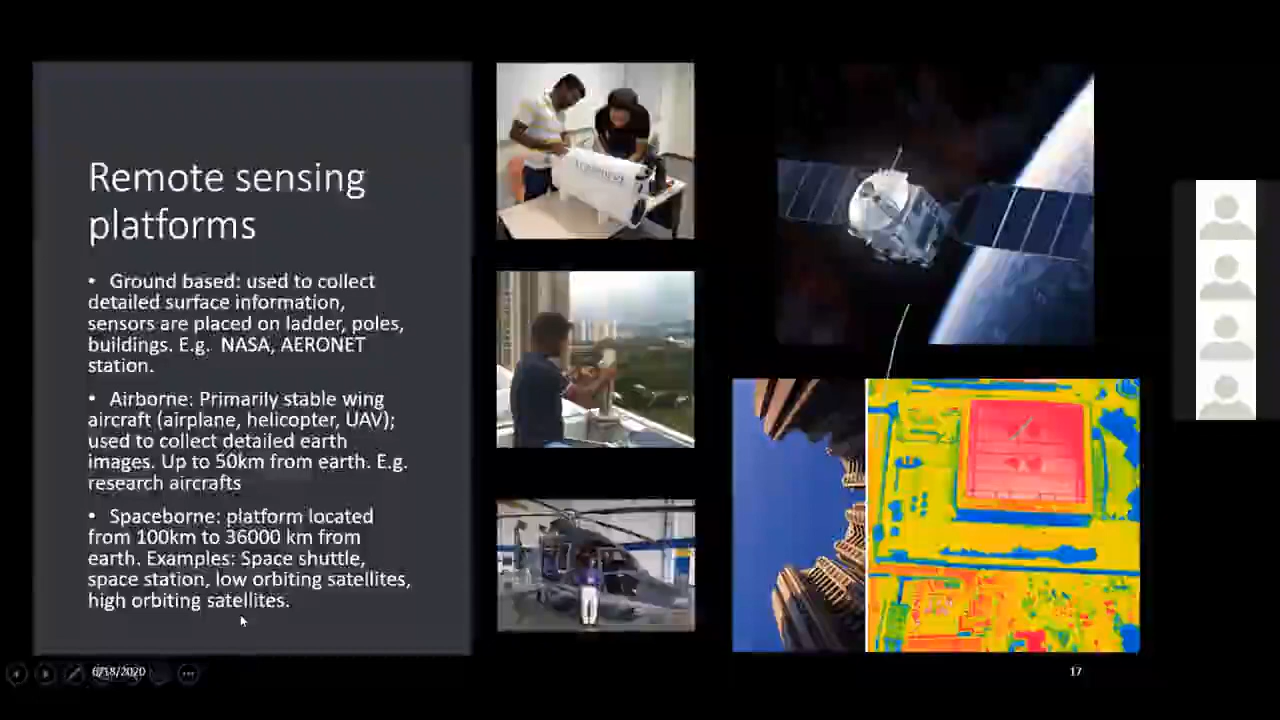 Remote sensing
platforms
• Ground based: used to collect
detailed surface information,
sensors are placed on ladder, poles,
buildings. E.g. NASA, AERONET
station.
• Airborne: Primarily stable wing
aircraft (airplane, helicopter, UAV);
used to collect detailed earth
images. Up to 50km from earth. E.g.
research aircrafts
• Spaceborne: platform located
from 100km to 36000 km from
earth. Examples: Space shuttle,
space station, low orbiting satellites,
high orbiting satellites.
6/18/2020
17